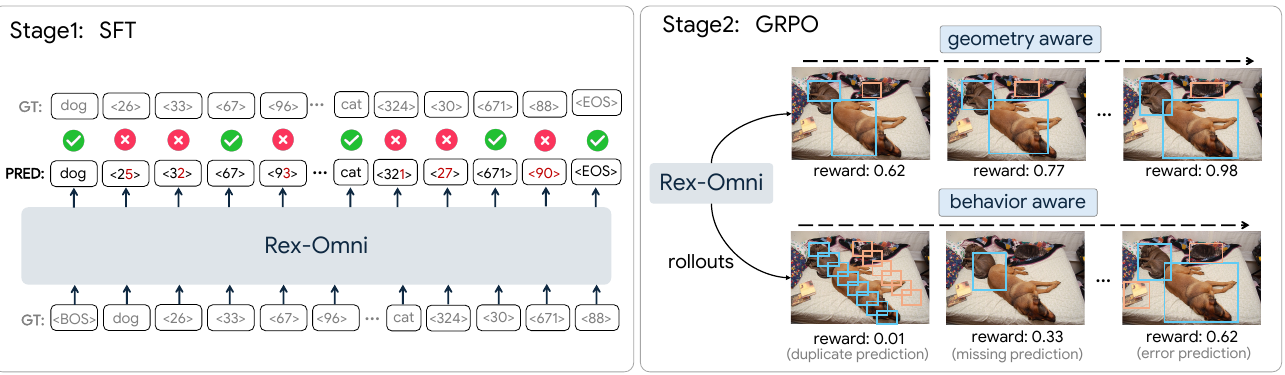 Stage1: SFT
GT: dog <26> <33> <67> <96> ... cat <324> <30> <671> <88> <EOS>
PRED: dog <25> <32> <67> <93> ... cat <321> <27> <671> <90> <EOS>
Rex-Omni
GT: <BOS> dog <26> <33> <67> <96> ... cat <324> <30> <671> <88>
Stage2: GRPO
geometry aware
...
reward: 0.62 reward: 0.77 reward: 0.98
Rex-Omni
behavior aware
rollouts
...
reward: 0.01 reward: 0.33 reward: 0.62
(duplicate prediction) (missing prediction) (error prediction)